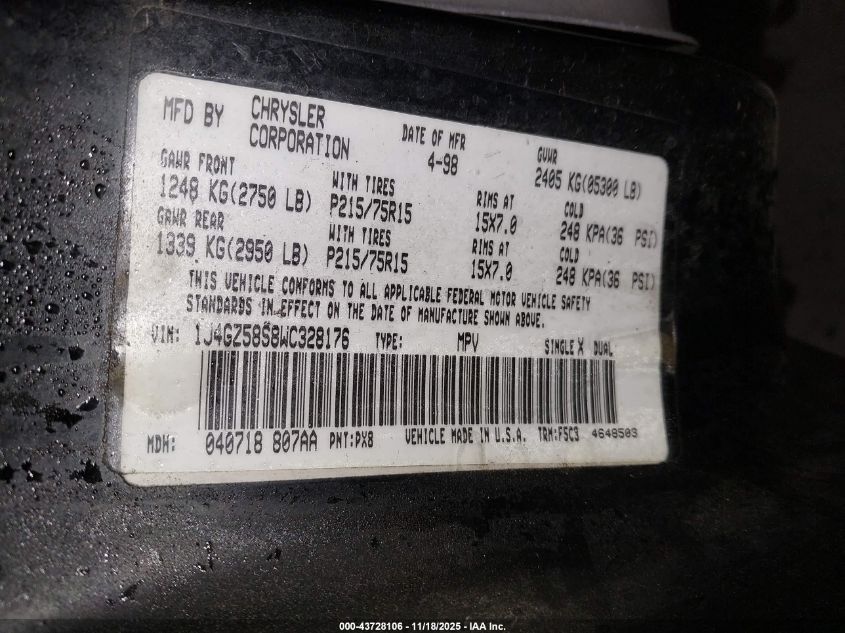 MFD BY CHRYSLER CORPORATION DATE OF MFR 4-98 GVWR 2405 KG(05300 LB)
GAWR FRONT WITH TIRES RIMS AT COLD
1248 KG(2750 LB) P215/75R15 15X7.0 248 KPA(36 PSI)
GAWR REAR WITH TIRES RIMS AT COLD
1339 KG(2950 LB) P215/75R15 15X7.0 248 KPA(36 PSI)
THIS VEHICLE CONFORMS TO ALL APPLICABLE FEDERAL MOTOR VEHICLE SAFETY
STANDARDS IN EFFECT ON THE DATE OF MANUFACTURE SHOWN ABOVE.
VIN: 1J4GZ58S8WC328176 TYPE: MPV SINGLE X DUAL
MDH: 040718 807AA PNT:PX8 VEHICLE MADE IN U.S.A. TRM:F5C3 4648503
000-43728106 - 11/18/2025 - IAA Inc.